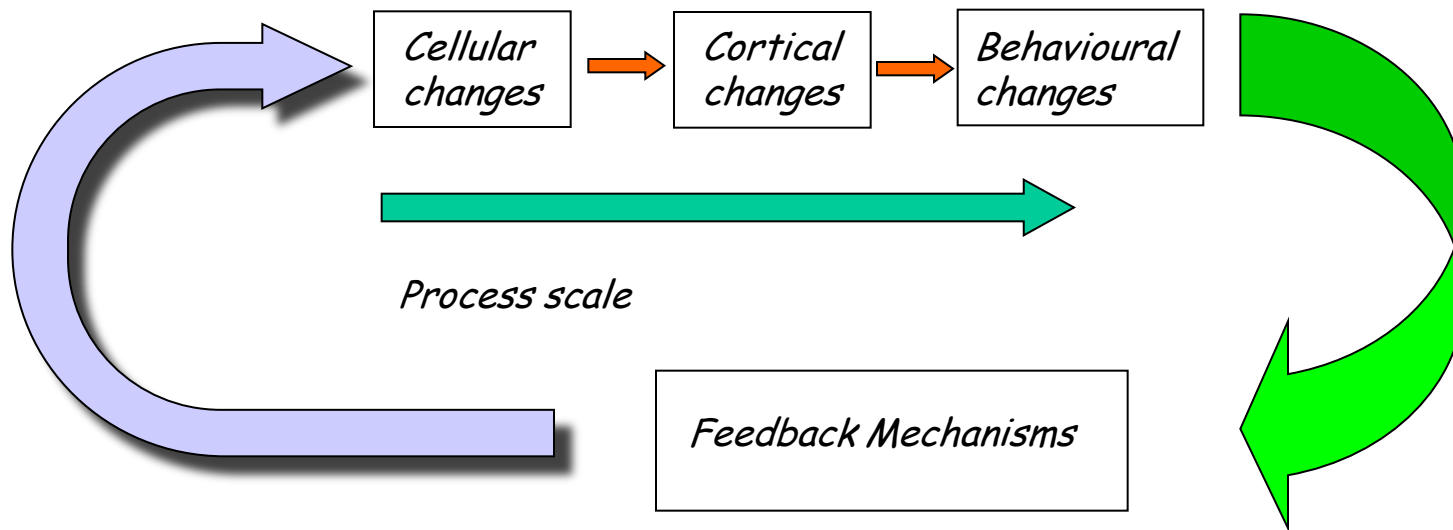 Cellular
changes
Cortical
changes
Behavioural
changes
Process scale
Feedback Mechanisms